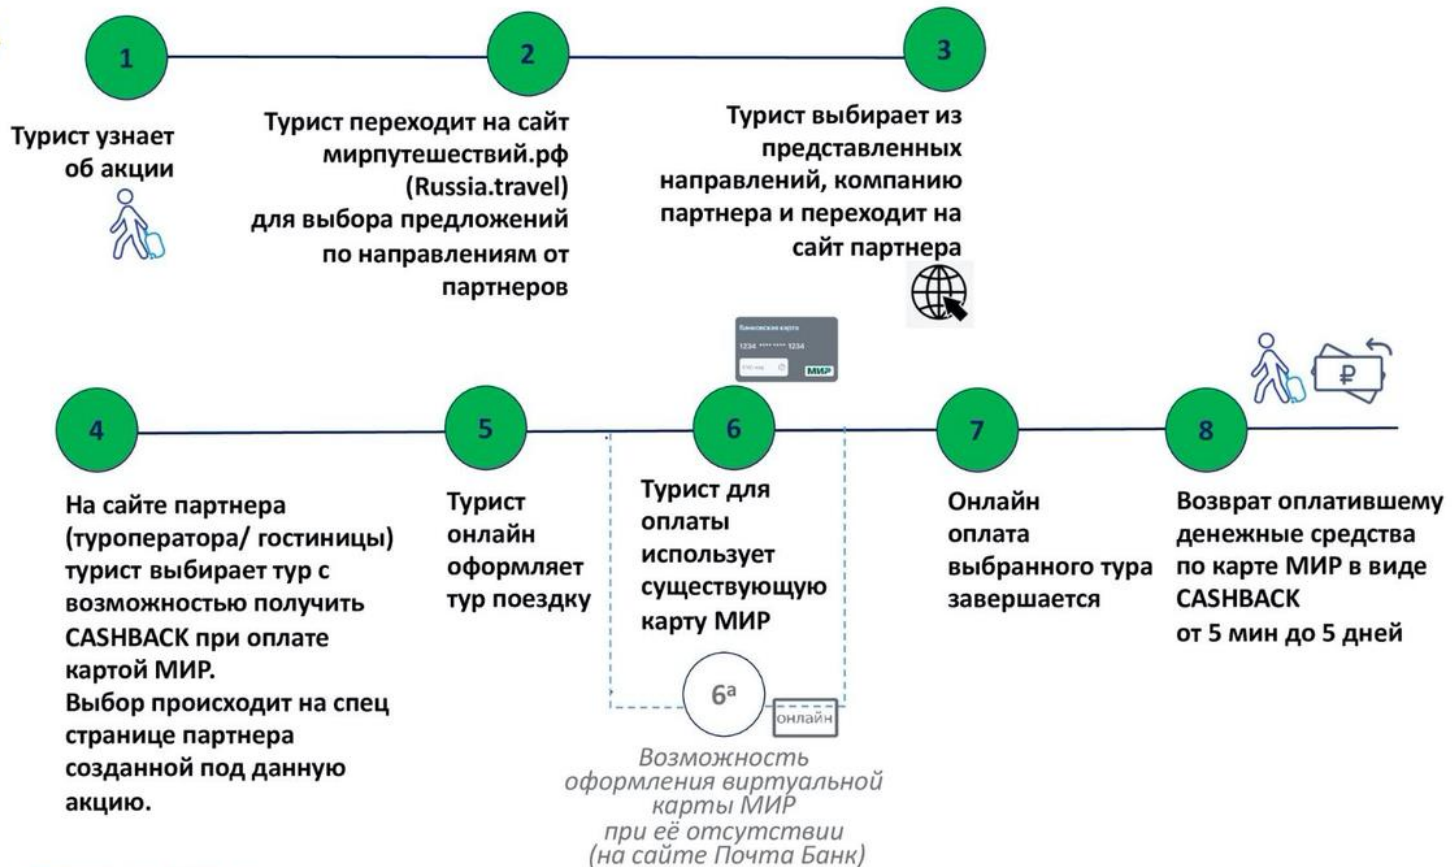 1
2
3
Турист узнает
об акции
Турист переходит на сайт
мирпутешествий.рф
(Russia.travel)
для выбора предложений
по направлениям от
партнеров
Турист выбирает из
представленных
направлений, компанию
партнера и переходит на
сайт партнера
Банковская карта
1234 **** **** 1234
МИР
₽
4
5
6
7
8
На сайте партнера
(туроператора/ гостиницы)
турист выбирает тур с
возможностью получить
CASHBACK при оплате
картой МИР.
Выбор происходит на спец
странице партнера
созданной под данную
акцию.
Турист
онлайн
оформляет
тур поездку
Турист для
оплаты
использует
существующую
карту МИР
6а
онлайн
Возможность
оформления виртуальной
карты МИР
при её отсутствии
(на сайте Почта Банк)
Онлайн
оплата
выбранного тура
завершается
Возврат оплатившему
денежные средства
по карте МИР в виде
CASHBACK
от 5 мин до 5 дней